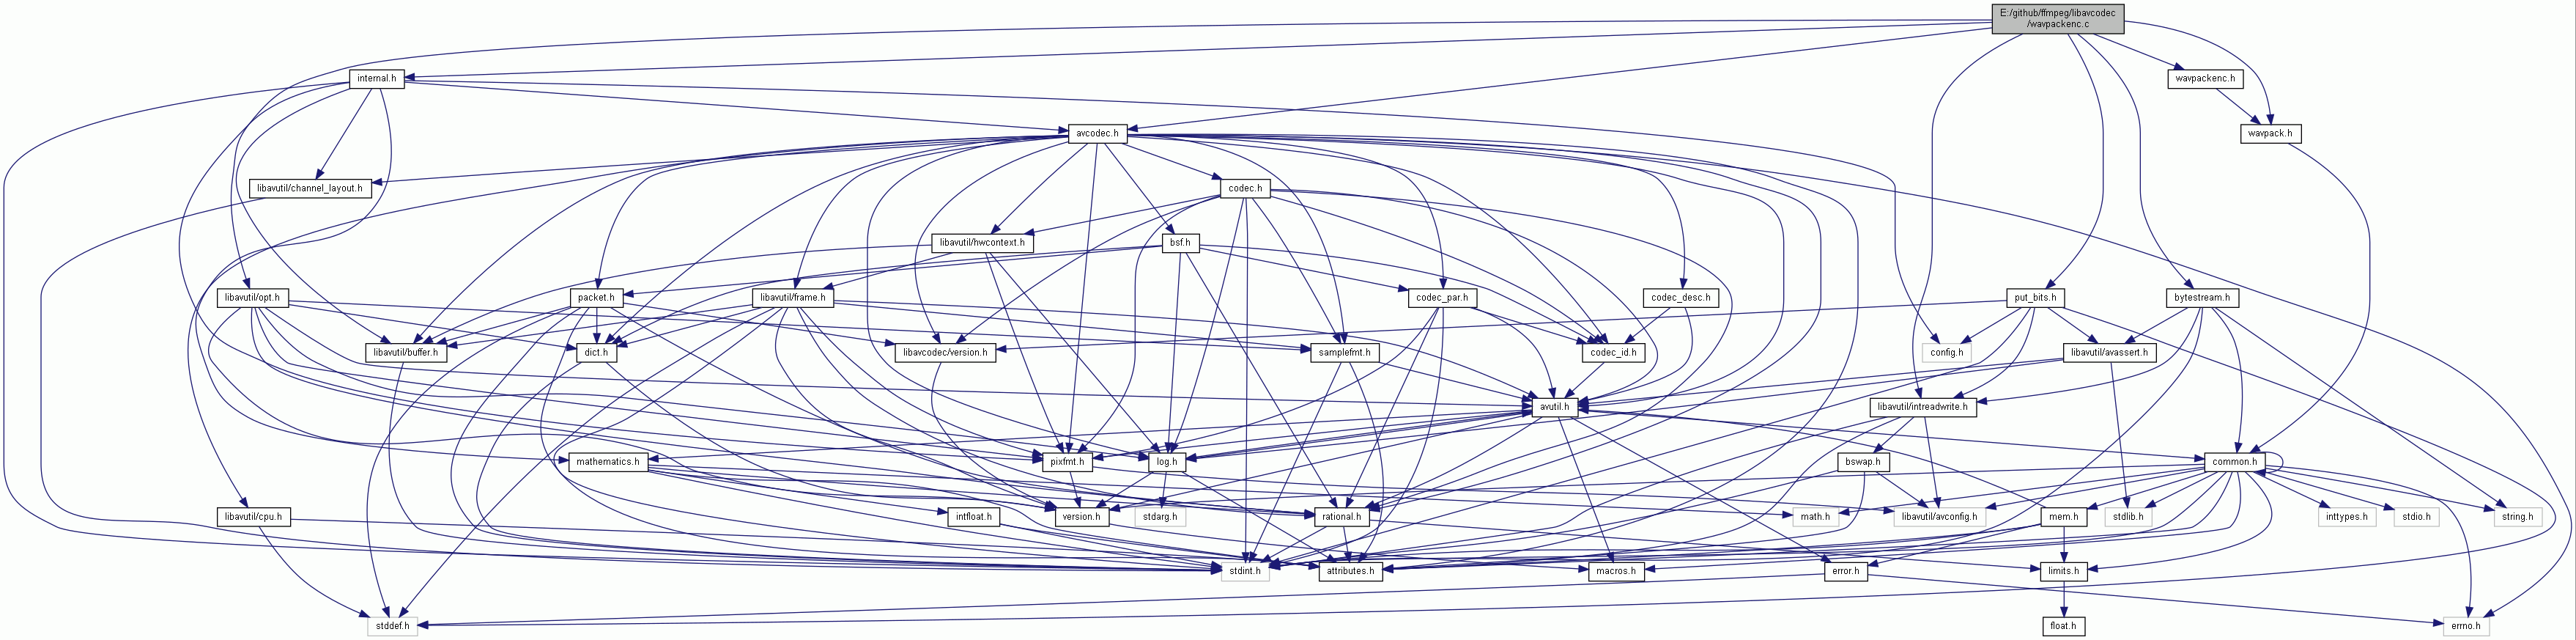 E:/github/ffmpeg/libavcodec
/wavpackenc.c
internal.h
wavpackenc.h
avcodec.h
wavpack.h
libavutil/channel_layout.h
codec.h
libavutil/hwcontext.h
bsf.h
libavutil/opt.h
packet.h
libavutil/frame.h
codec_par.h
codec_desc.h
put_bits.h
bytestream.h
libavutil/buffer.h
dict.h
libavcodec/version.h
samplefmt.h
codec_id.h
config.h
libavutil/avassert.h
avutil.h
libavutil/intreadwrite.h
mathematics.h
pixfmt.h
log.h
bswap.h
common.h
libavutil/cpu.h
intfloat.h
version.h
stdarg.h
rational.h
math.h
libavutil/avconfig.h
mem.h
stdlib.h
inttypes.h
stdio.h
string.h
stdint.h
attributes.h
macros.h
error.h
limits.h
stddef.h
float.h
errno.h